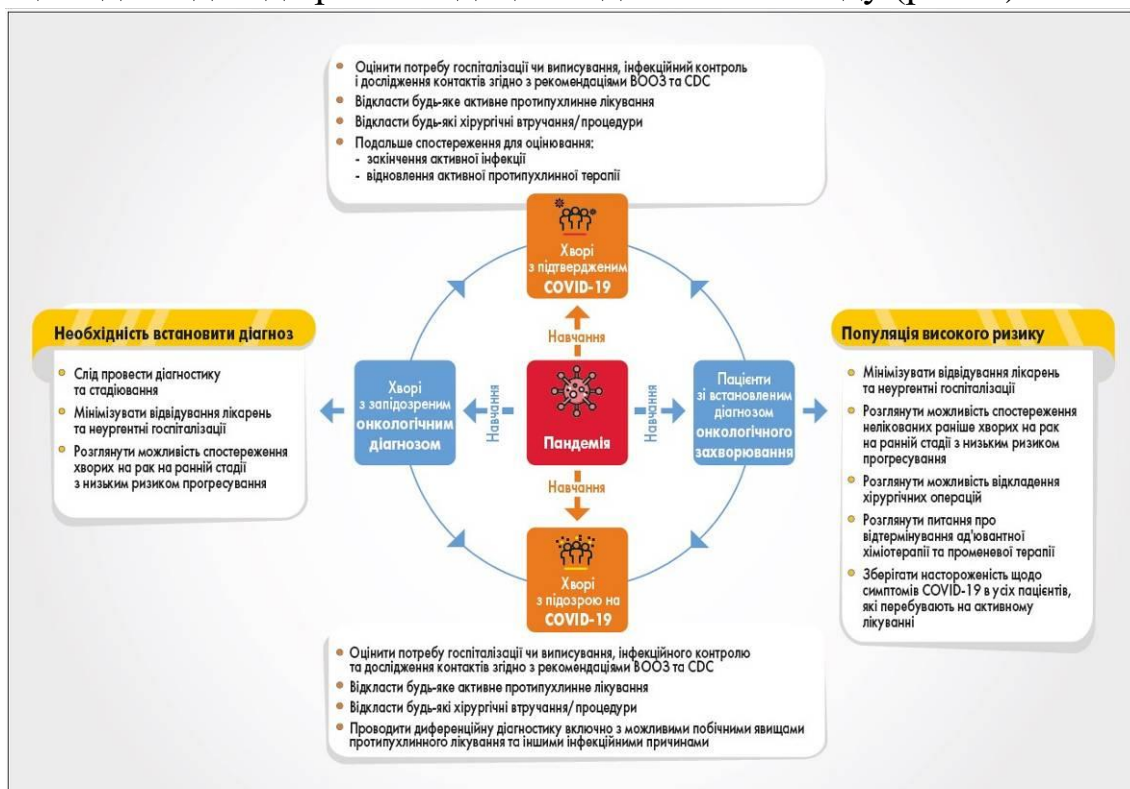 Оцінити потребу госпіталізації чи виписування, інфекційний контроль
і дослідження контактів згідно з рекомендаціями ВООЗ та CDC
Відкласти будь-яке активне протипухлинне лікування
Відкласти будь-які хірургічні втручання/процедури
Подальше спостереження для оцінювання:
- закінчення активної інфекції
- відновлення активної протипухлинної терапії
Хворі
з підтвердженим
COVID-19
Навчання
Необхідність встановити діагноз
Слід провести діагностику
та стадіювання
Мінімізувати відвідування лікарень
та неургентні госпіталізації
Розглянути можливість спостереження
хворих на рак на ранній стадії
з низьким ризиком прогресування
Хворі
з запідозреним
онкологічним
діагнозом
Навчання
Пандемія
Навчання
Пацієнти
зі встановленим
діагнозом
онкологічного
захворювання
Популяція високого ризику
Мінімізувати відвідування лікарень
та неургентні госпіталізації
Розглянути можливість спостереження
нелікованих раніше хворих на рак
на ранній стадії з низьким ризиком
прогресування
Розглянути можливість відкладення
хірургічних операцій
Розглянути питання про
відтермінування ад'ювантної
хіміотерапії та променевої терапії
Зберігати настороженість щодо
симптомів COVID-19 в усіх пацієнтів,
які перебувають на активному
лікуванні
Навчання
Хворі
з підозрою на
COVID-19
Оцінити потребу госпіталізації чи виписування, інфекційного контролю
та дослідження контактів згідно з рекомендаціями ВООЗ та CDC
Відкласти будь-яке активне протипухлинне лікування
Відкласти будь-які хірургічні втручання/процедури
Проводити диференційну діагностику включно з можливими побічними явищами
протипухлинного лікування та іншими інфекційними причинами